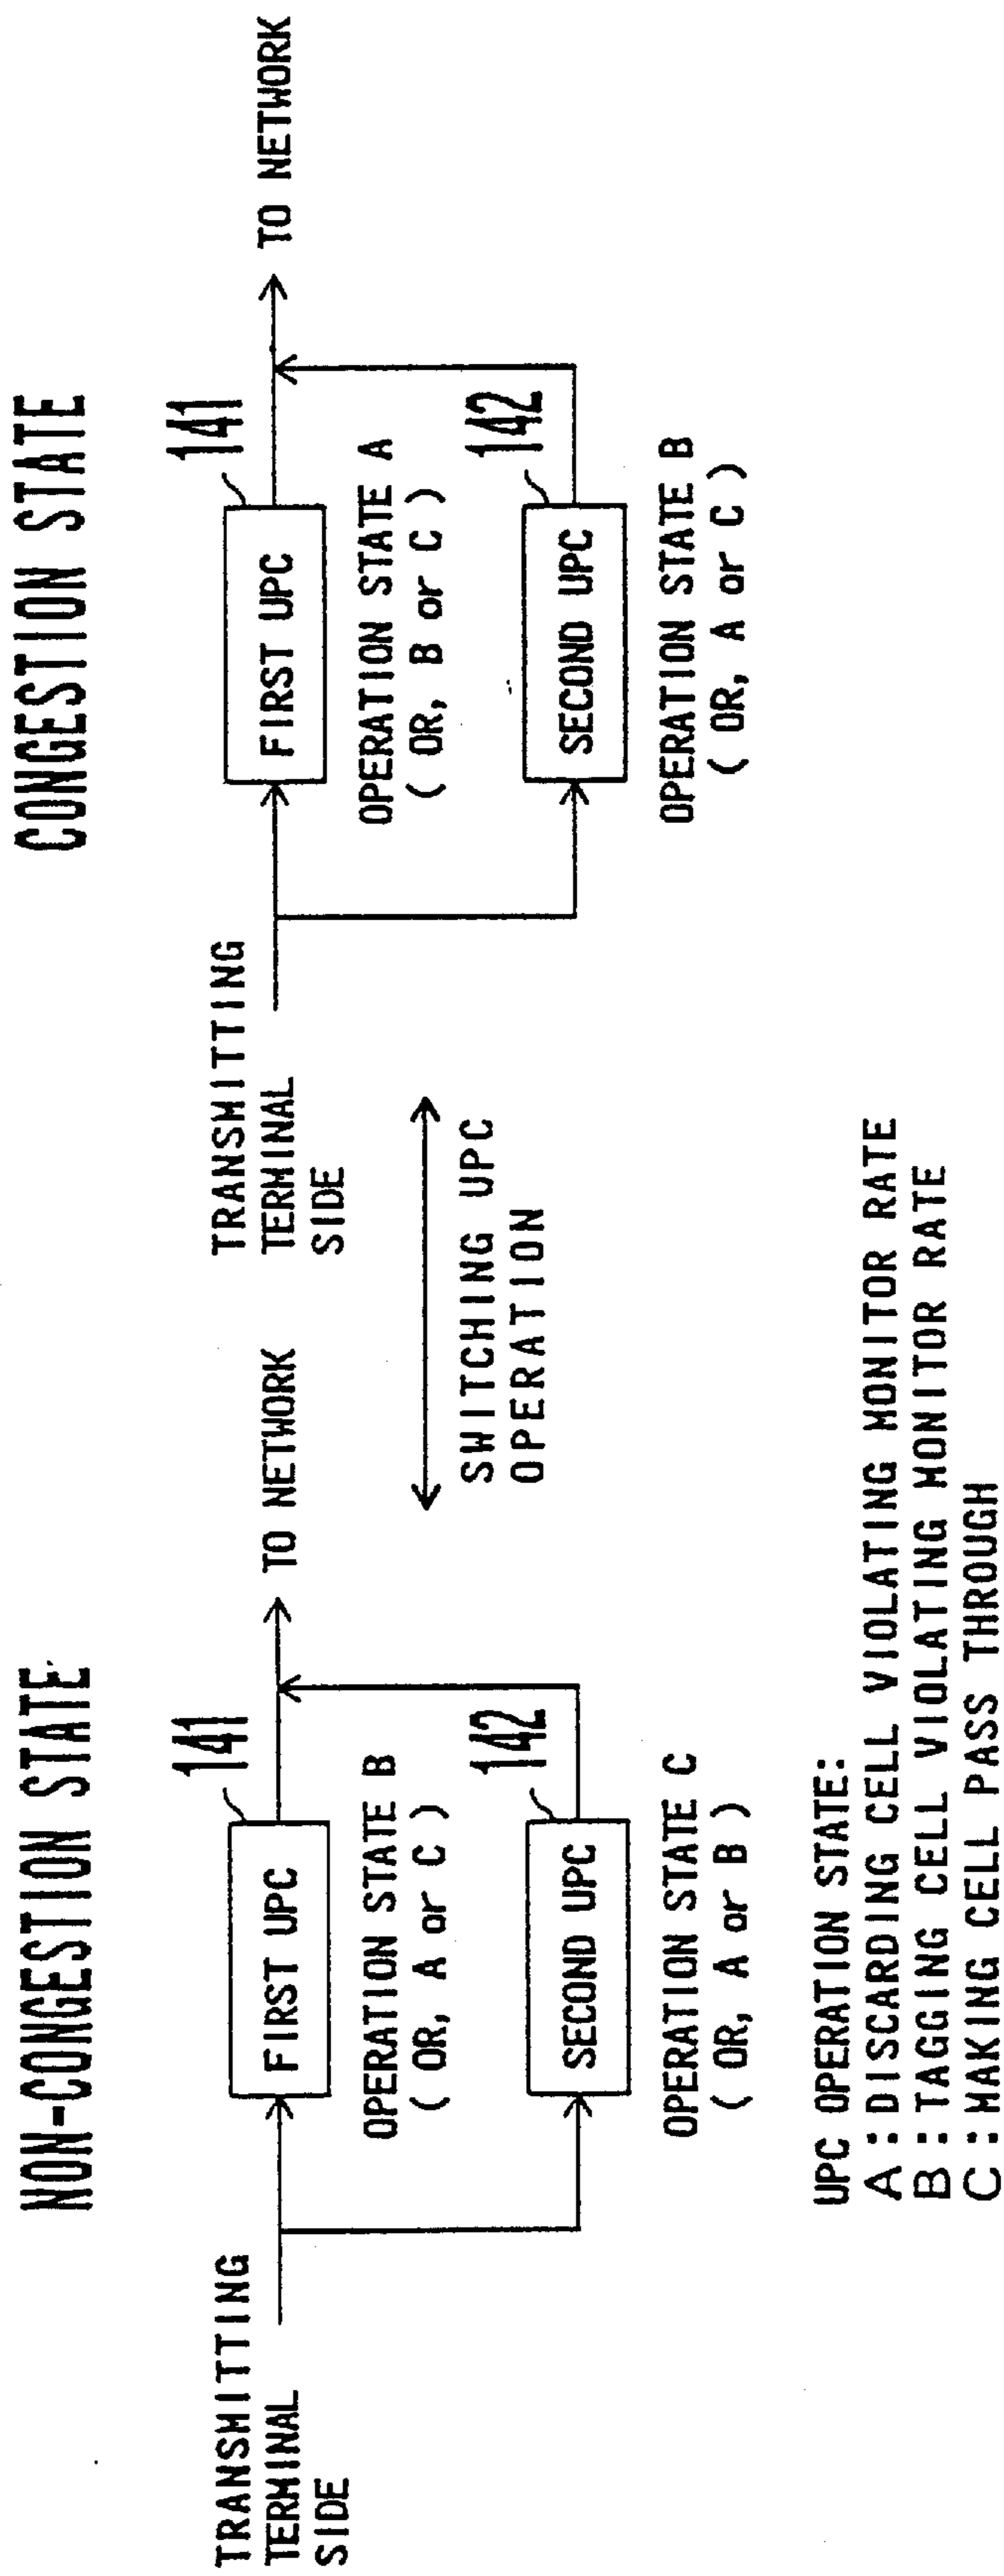 NON-CONGESTION STATE
TRANSMITTING
TERMINAL
SIDE
141
FIRST UPC
TO NETWORK
OPERATION STATE B
( OR, A or C )
142
SECOND UPC
OPERATION STATE C
( OR, A or B )
SWITCHING UPC
OPERATION
CONGESTION STATE
TRANSMITTING
TERMINAL
SIDE
141
FIRST UPC
TO NETWORK
OPERATION STATE A
( OR, B or C )
142
SECOND UPC
OPERATION STATE B
( OR, A or C )
UPC OPERATION STATE:
A : DISCARDING CELL VIOLATING MONITOR RATE
B : TAGGING CELL VIOLATING MONITOR RATE
C : MAKING CELL PASS THROUGH